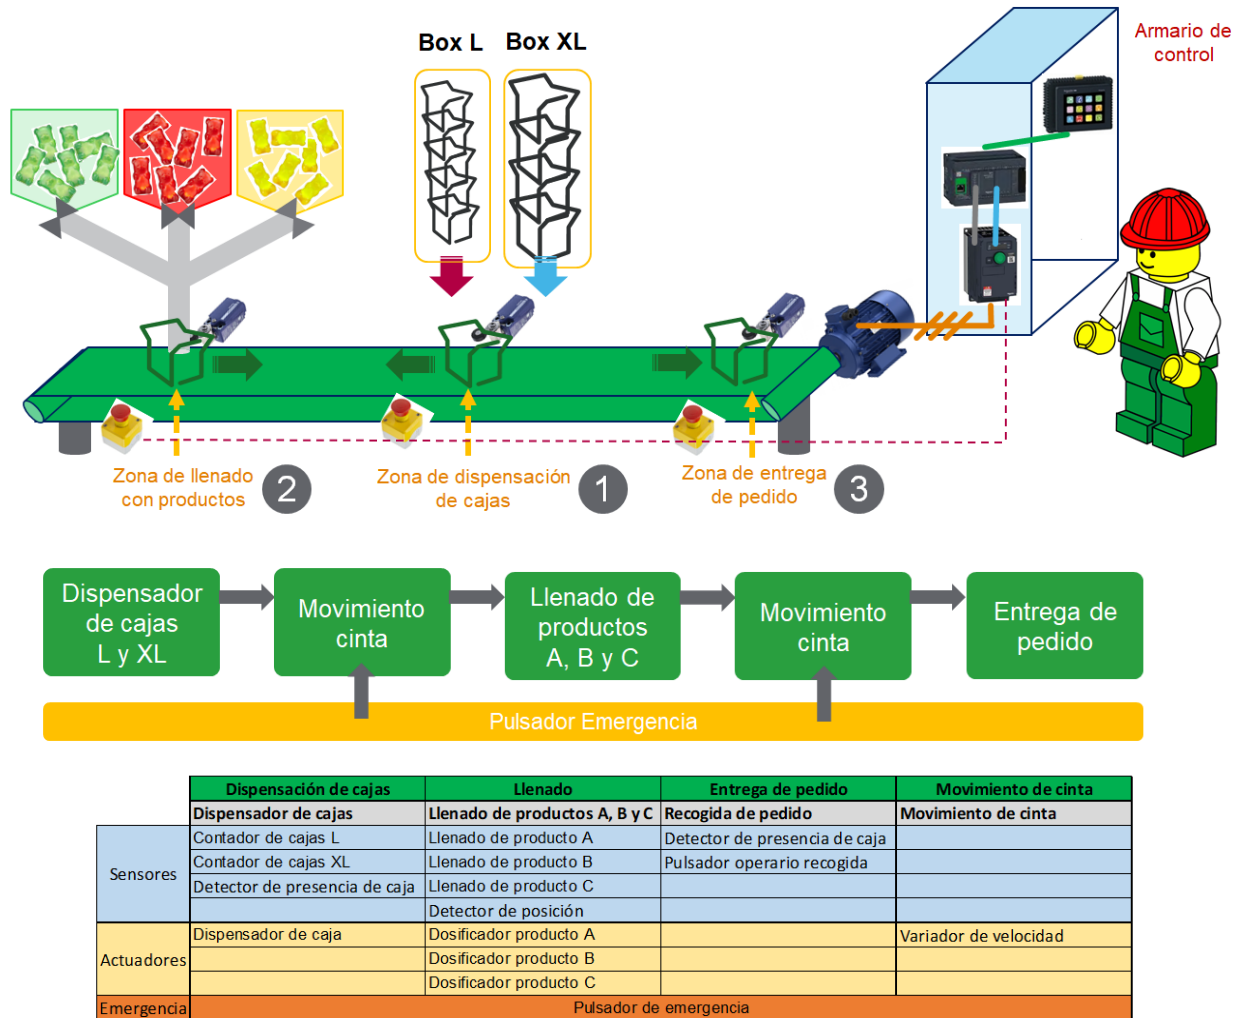 Box L
Box XL
Armario de
control
Zona de llenado
con productos
2
Zona de dispensación
de cajas
1
Zona de entrega
de pedido
3
Dispensador
de cajas
L y XL
Movimiento
cinta
Llenado de
productos
A, B y C
Movimiento
cinta
Entrega de
pedido
Pulsador Emergencia
Dispensación de cajas Llenado Entrega de pedido Movimiento de cinta
Dispensador de cajas Llenado de productos A, B y C Recogida de pedido Movimiento de cinta
Sensores
Contador de cajas L Llenado de producto A Detector de presencia de caja
Contador de cajas XL Llenado de producto B Pulsador operario recogida
Detector de presencia de caja Llenado de producto C
Detector de posición
Actuadores
Dispensador de caja Dosificador producto A Variador de velocidad
Dosificador producto B
Dosificador producto C
Emergencia Pulsador de emergencia